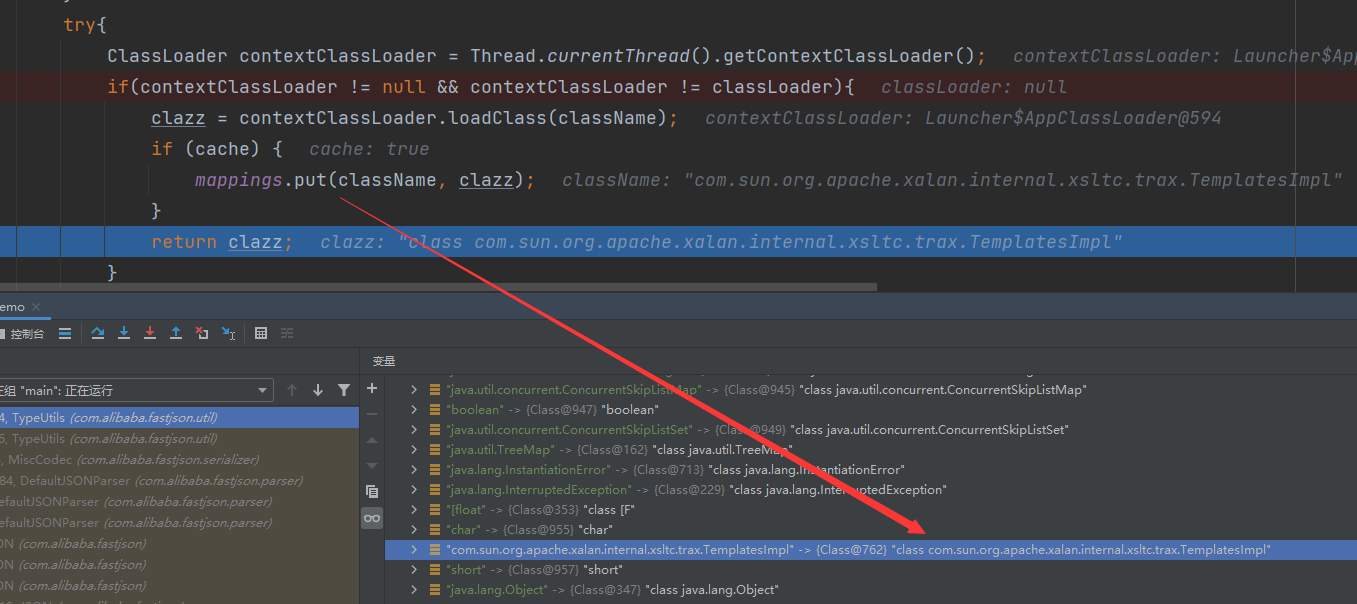 try{
ClassLoader contextClassLoader = Thread.currentThread().getContextClassLoader(); contextClassLoader: Launcher$Ap
if(contextClassLoader != null && contextClassLoader != classLoader){ classLoader: null
clazz = contextClassLoader.loadClass(className); contextClassLoader: Launcher$AppClassLoader@594
if (cache) { cache: true
mappings.put(className, clazz); className: "com.sun.org.apache.xalan.internal.xsltc.trax.TemplatesImpl"
}
return clazz; clazz: "class com.sun.org.apache.xalan.internal.xsltc.trax.TemplatesImpl"
}
emo
控制台
变量
组 "main": 正在运行
4, TypeUtils (com.alibaba.fastjson.util)
6, TypeUtils (com.alibaba.fastjson.util)
, MiscCodec (com.alibaba.fastjson.serializer)
84, DefaultJSONParser (com.alibaba.fastjson.parser)
efaultJSONParser (com.alibaba.fastjson.parser)
efaultJSONParser (com.alibaba.fastjson.parser)
ON (com.alibaba.fastjson)
ON (com.alibaba.fastjson)
ON (com.alibaba.fastjson)
"java.util.concurrent.ConcurrentSkipListMap" -> {Class@945} "class java.util.concurrent.ConcurrentSkipListMap"
"boolean" -> {Class@947} "boolean"
"java.util.concurrent.ConcurrentSkipListSet" -> {Class@949} "class java.util.concurrent.ConcurrentSkipListSet"
"java.util.TreeMap" -> {Class@162} "class java.util.TreeMap"
"java.lang.InstantiationError" -> {Class@713} "class java.lang.InstantiationError"
"java.lang.InterruptedException" -> {Class@229} "class java.lang.InterruptedException"
"[float" -> {Class@353} "class [F"
"char" -> {Class@955} "char"
"com.sun.org.apache.xalan.internal.xsltc.trax.TemplatesImpl" -> {Class@762} "class com.sun.org.apache.xalan.internal.xsltc.trax.TemplatesImpl"
"short" -> {Class@957} "short"
"java.lang.Object" -> {Class@347} "class java.lang.Object"